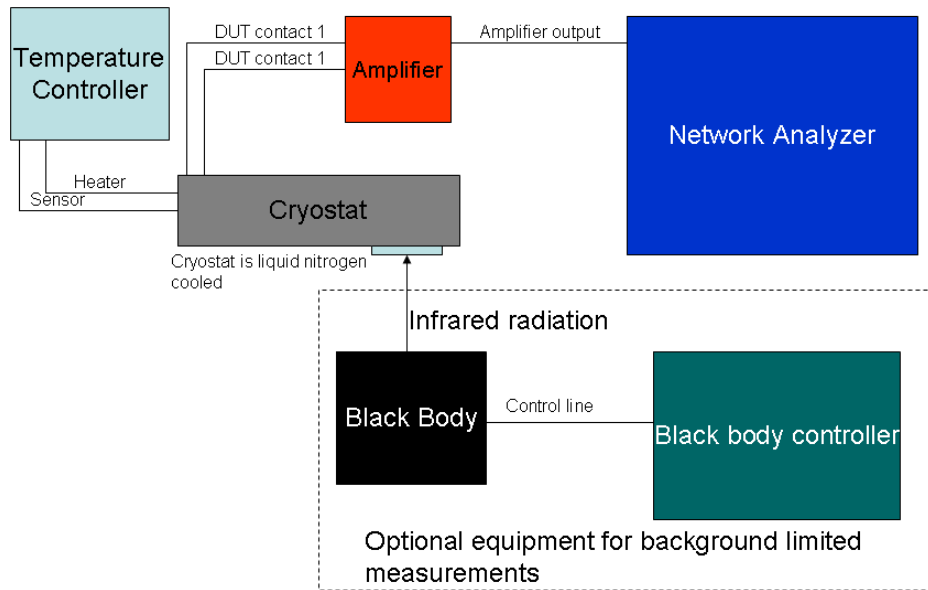 Temperature
Controller
DUT contact 1
DUT contact 1
Amplifier
Amplifier output
Network Analyzer
Heater
Sensor
Cryostat
Cryostat is liquid nitrogen
cooled
Infrared radiation
Black Body
Control line
Black body controller
Optional equipment for background limited
measurements